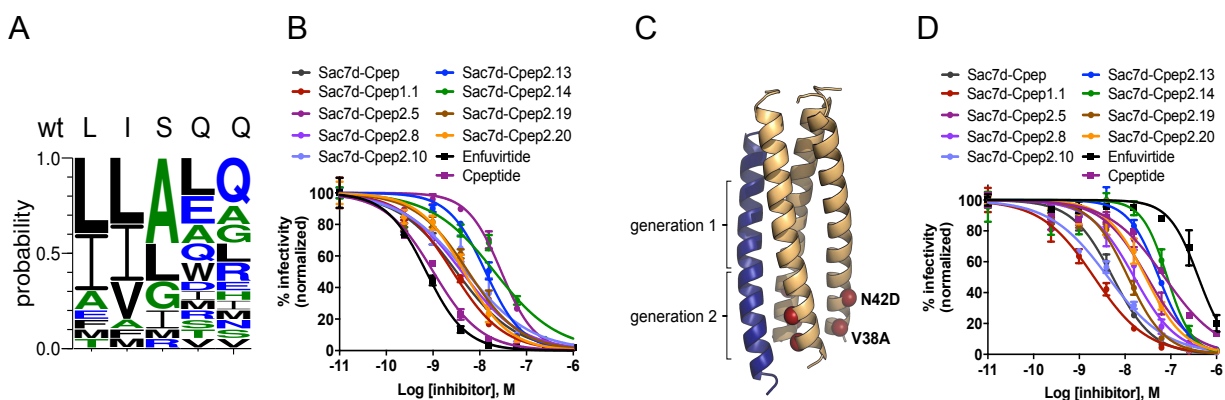 A
wt L I S Q Q
probability
1.0
0.5
0.0
L I A E F M T
L I V A F M
A L G I M R
L E A Q W D I M R S T V
Q A G L R E H I M N S V
B
Sac7d-Cpep
Sac7d-Cpep1.1
Sac7d-Cpep2.5
Sac7d-Cpep2.8
Sac7d-Cpep2.10
Sac7d-Cpep2.13
Sac7d-Cpep2.14
Sac7d-Cpep2.19
Sac7d-Cpep2.20
Enfuvirtide
Cpeptide
% infectivity
(normalized)
100
80
60
40
20
0
-11 -10 -9 -8 -7 -6
Log [inhibitor], M
C
generation 1
generation 2
N42D
V38A
D
Sac7d-Cpep
Sac7d-Cpep1.1
Sac7d-Cpep2.5
Sac7d-Cpep2.8
Sac7d-Cpep2.10
Sac7d-Cpep2.13
Sac7d-Cpep2.14
Sac7d-Cpep2.19
Sac7d-Cpep2.20
Enfuvirtide
Cpeptide
% infectivity
(normalized)
100
80
60
40
20
0
-11 -10 -9 -8 -7 -6
Log [inhibitor], M